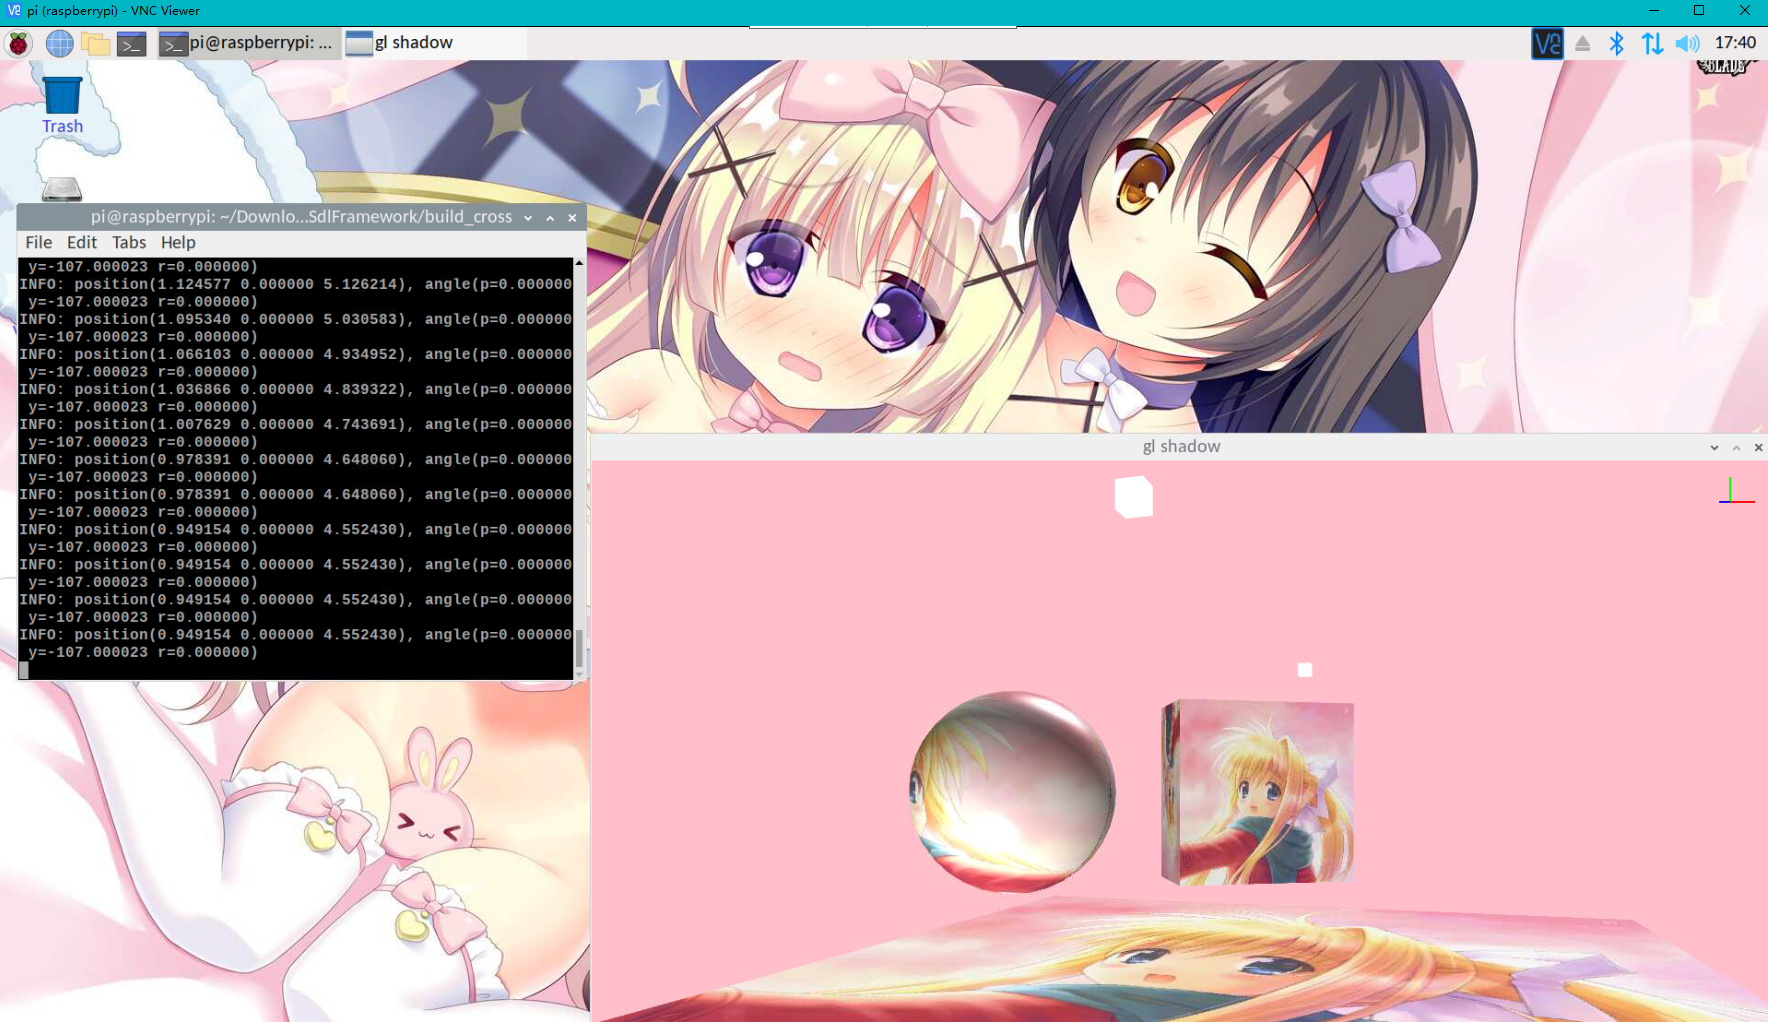 pi (raspberrypi) - VNC Viewer
pi@raspberrypi: ...
gl shadow
17:40
BLADE
Trash
pi@raspberrypi: ~/Downlo...SdlFramework/build_cross
File Edit Tabs Help
y=-107.000023 r=0.000000)
INFO: position(1.124577 0.000000 5.126214), angle(p=0.000000
y=-107.000023 r=0.000000)
INFO: position(1.095340 0.000000 5.030583), angle(p=0.000000
y=-107.000023 r=0.000000)
INFO: position(1.066103 0.000000 4.934952), angle(p=0.000000
y=-107.000023 r=0.000000)
INFO: position(1.036866 0.000000 4.839322), angle(p=0.000000
y=-107.000023 r=0.000000)
INFO: position(1.007629 0.000000 4.743691), angle(p=0.000000
y=-107.000023 r=0.000000)
INFO: position(0.978391 0.000000 4.648060), angle(p=0.000000
y=-107.000023 r=0.000000)
INFO: position(0.978391 0.000000 4.648060), angle(p=0.000000
y=-107.000023 r=0.000000)
INFO: position(0.949154 0.000000 4.552430), angle(p=0.000000
y=-107.000023 r=0.000000)
INFO: position(0.949154 0.000000 4.552430), angle(p=0.000000
y=-107.000023 r=0.000000)
INFO: position(0.949154 0.000000 4.552430), angle(p=0.000000
y=-107.000023 r=0.000000)
INFO: position(0.949154 0.000000 4.552430), angle(p=0.000000
y=-107.000023 r=0.000000)
gl shadow